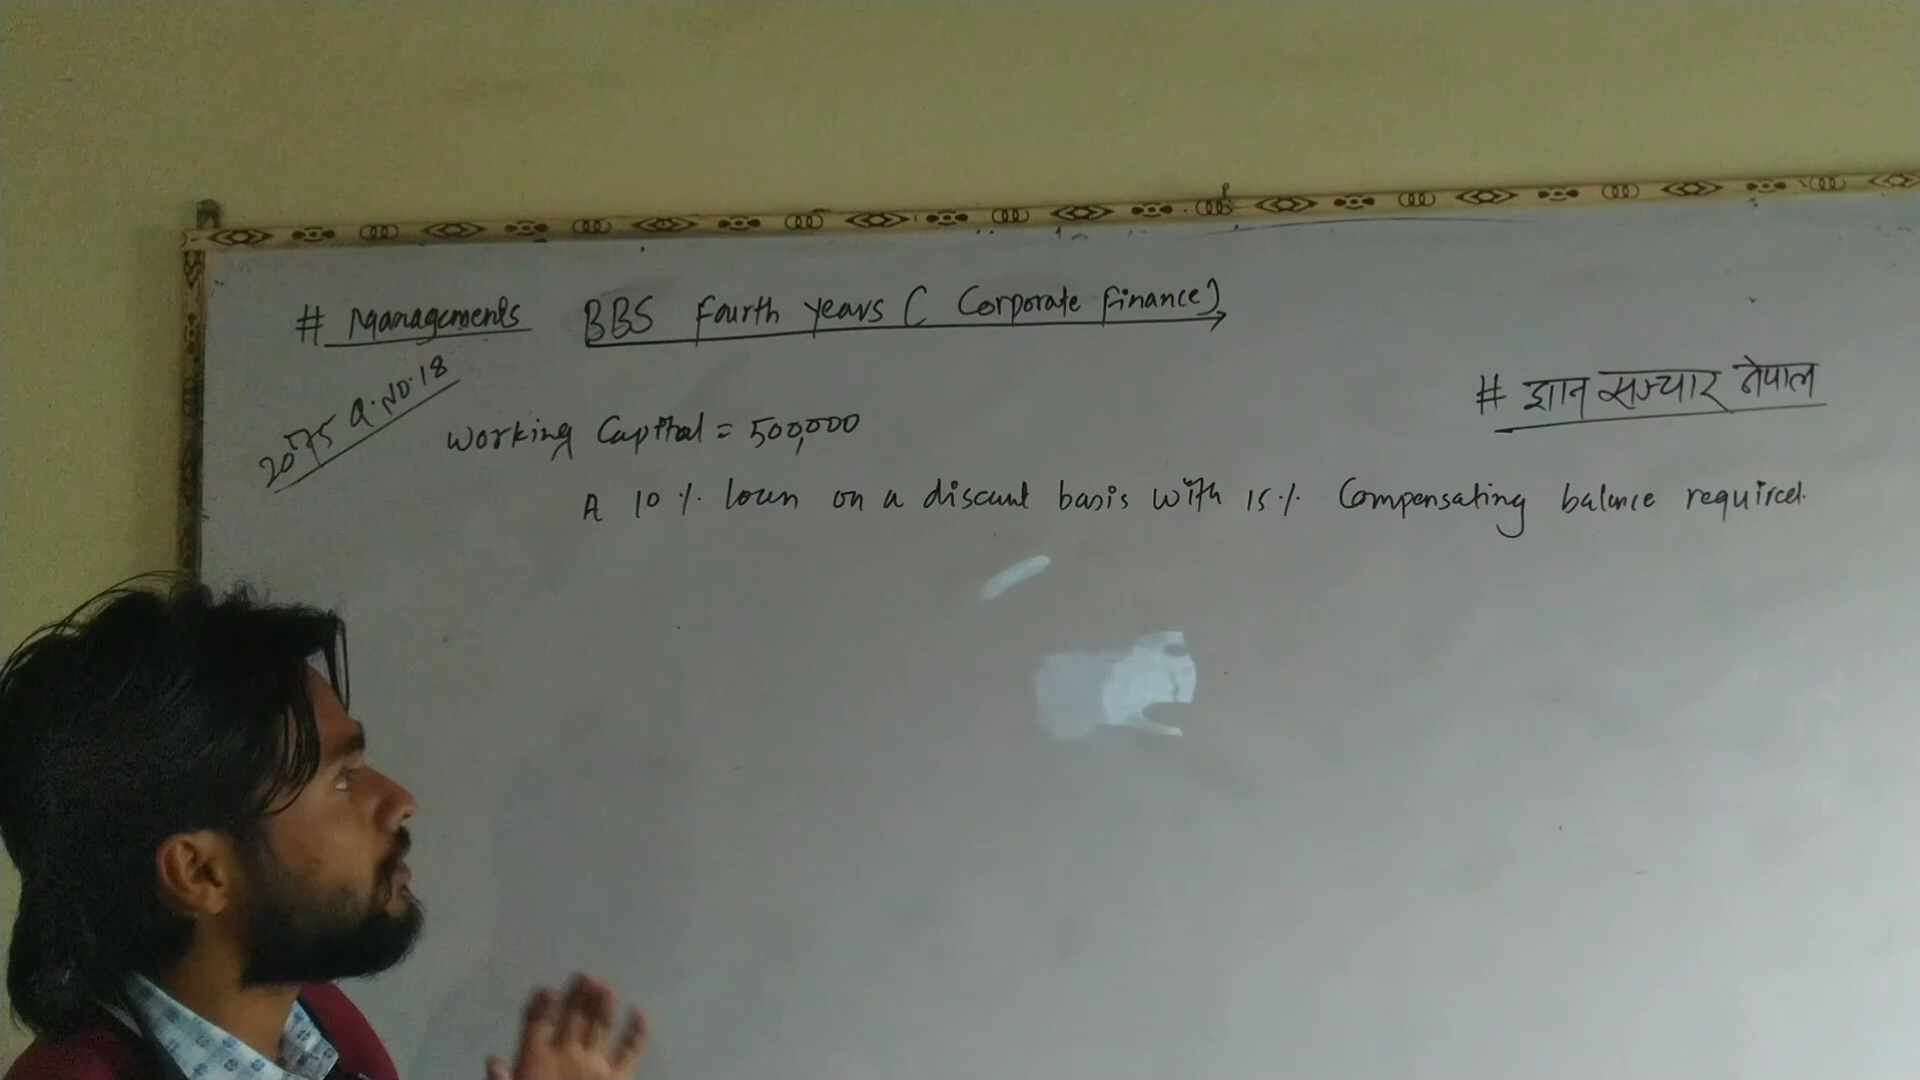 # Managements BBS Fourth years ( Corporate finance)
# ज्ञान सञ्चार नेपाल
2075 Q.NO.18
Working Capital = 500,000
A 10 % loan on a discount basis with 15% Compensating balance required.